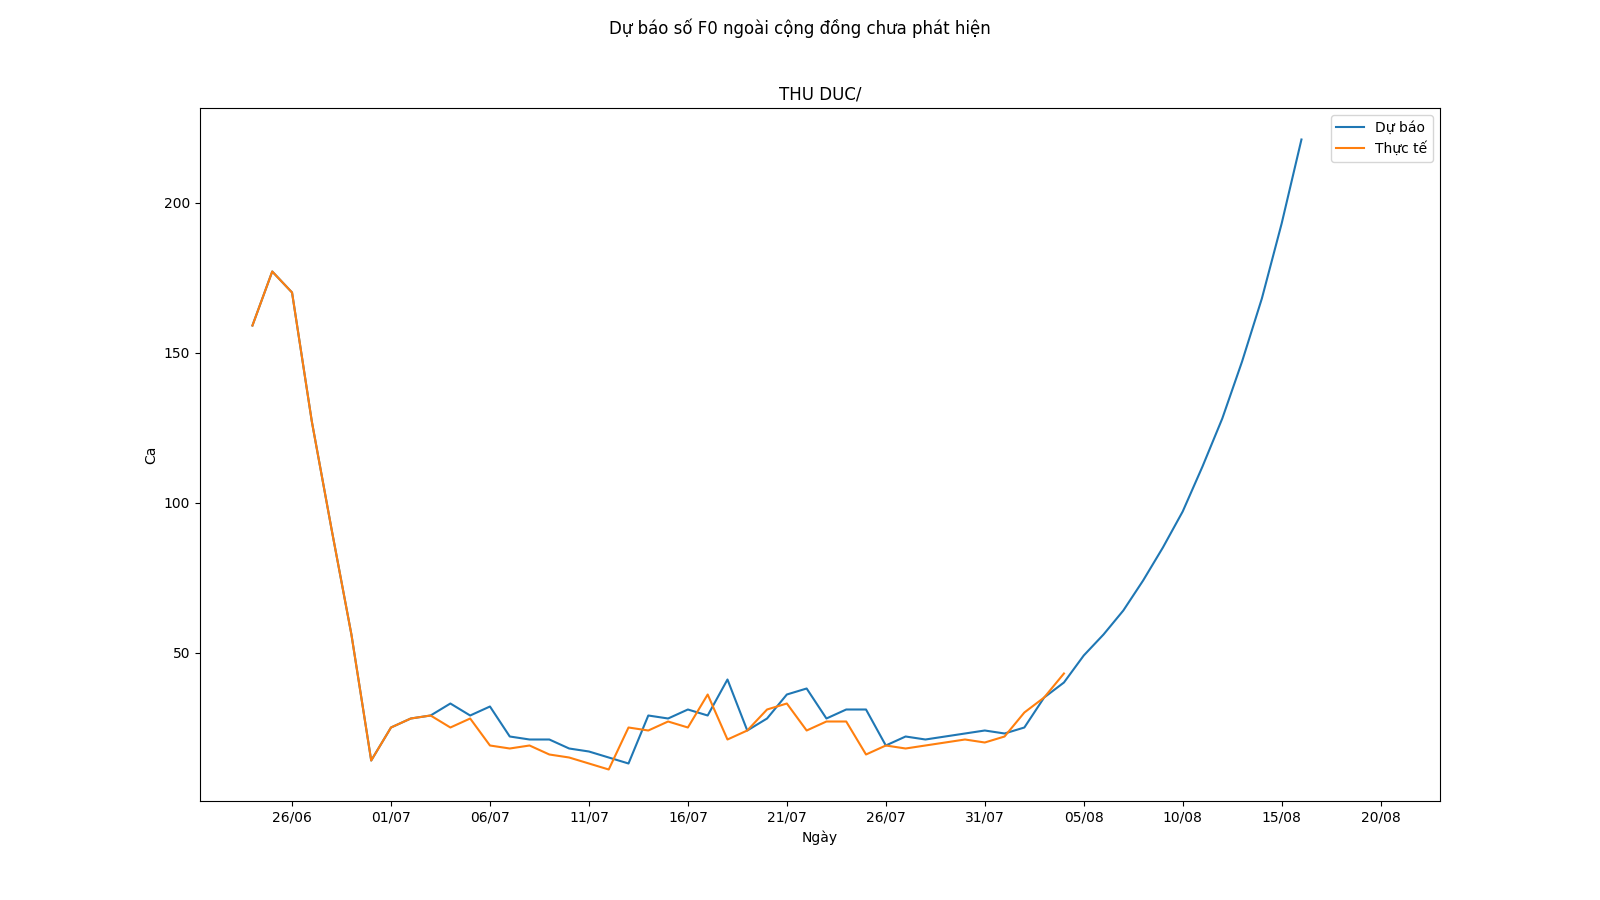 Dự báo số F0 ngoài cộng đồng chưa phát hiện
THU DUC/
Dự báo
Thực tế
200
150
100
50
Ca
26/06 01/07 06/07 11/07 16/07 21/07 26/07 31/07 05/08 10/08 15/08 20/08
Ngày